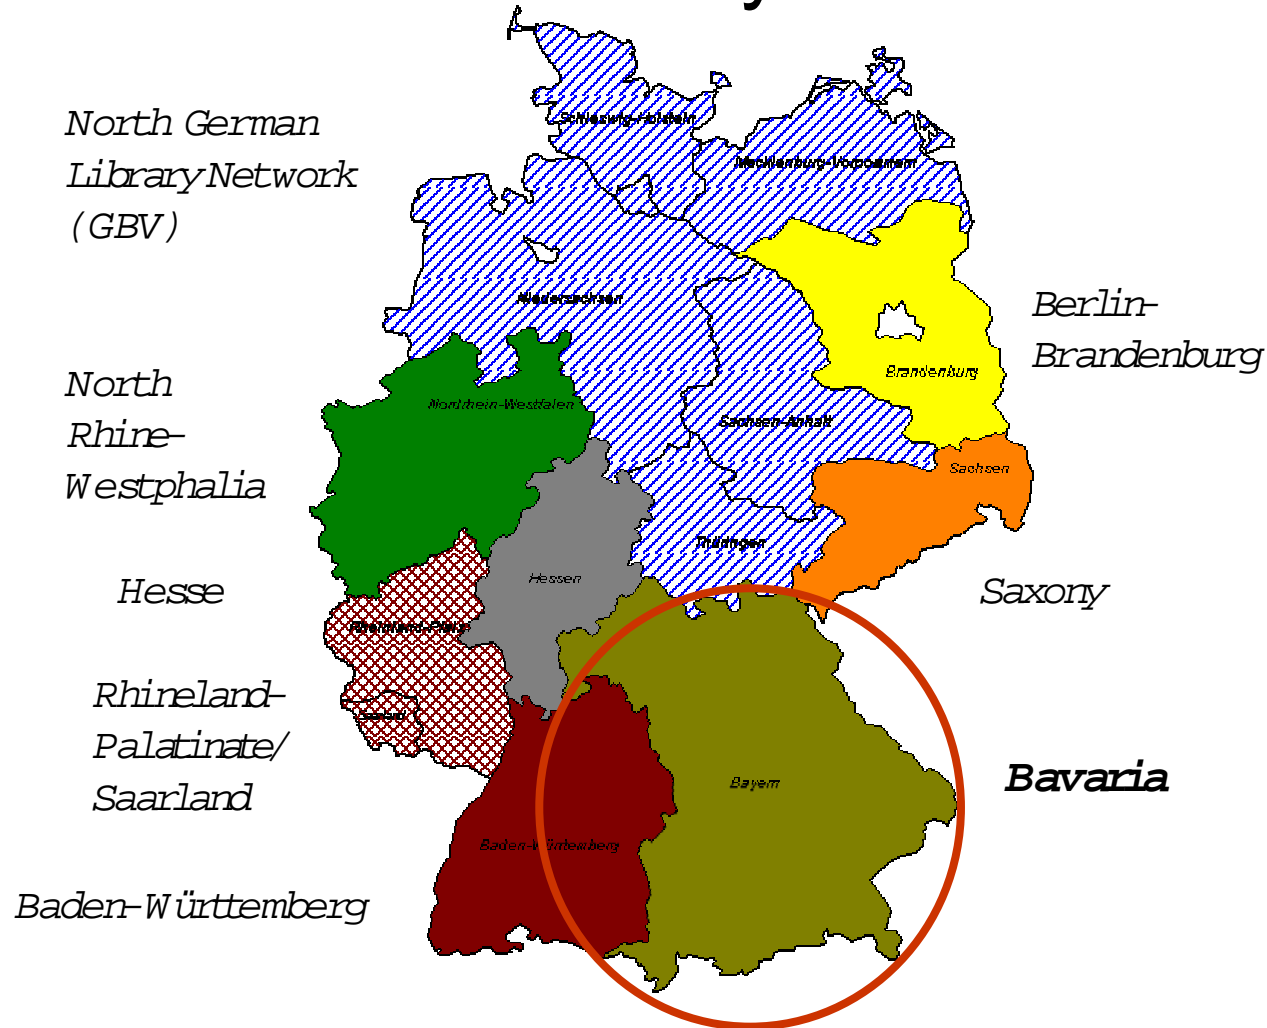 North German
Library Network
(GBV)
North
Rhine-
Westphalia
Hesse
Rhineland-
Palatinate/
Saarland
Baden-Württemberg
Berlin-
Brandenburg
Saxony
Bavaria
Schleswig-Holstein
Mecklenburg-Vorpommern
Niedersachsen
Brandenburg
Nordrhein-Westfalen
Sachsen-Anhalt
Sachsen
Thüringen
Hessen
Rheinland-Pfalz
Saarland
Bayern
Baden-Württemberg